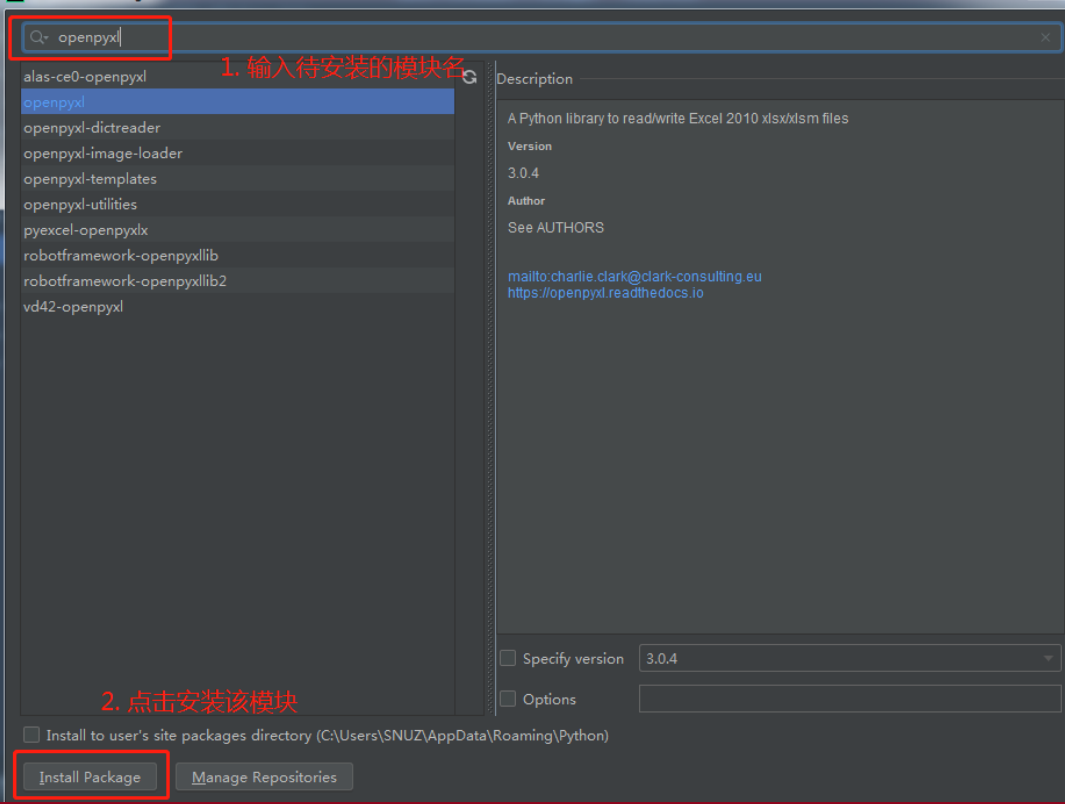 openpyxl
1. 输入待安装的模块名
alas-ce0-openpyxl
openpyxl
openpyxl-dictreader
openpyxl-image-loader
openpyxl-templates
openpyxl-utilities
pyexcel-openpyxlx
robotframework-openpyxllib
robotframework-openpyxllib2
vd42-openpyxl
Description
A Python library to read/write Excel 2010 xlsx/xlsm files
Version
3.0.4
Author
See AUTHORS
mailto:charlie.clark@clark-consulting.eu
https://openpyxl.readthedocs.io
Specify version 3.0.4
Options
2. 点击安装该模块
Install to user's site packages directory (C:\Users\SNUZ\AppData\Roaming\Python)
Install Package Manage Repositories